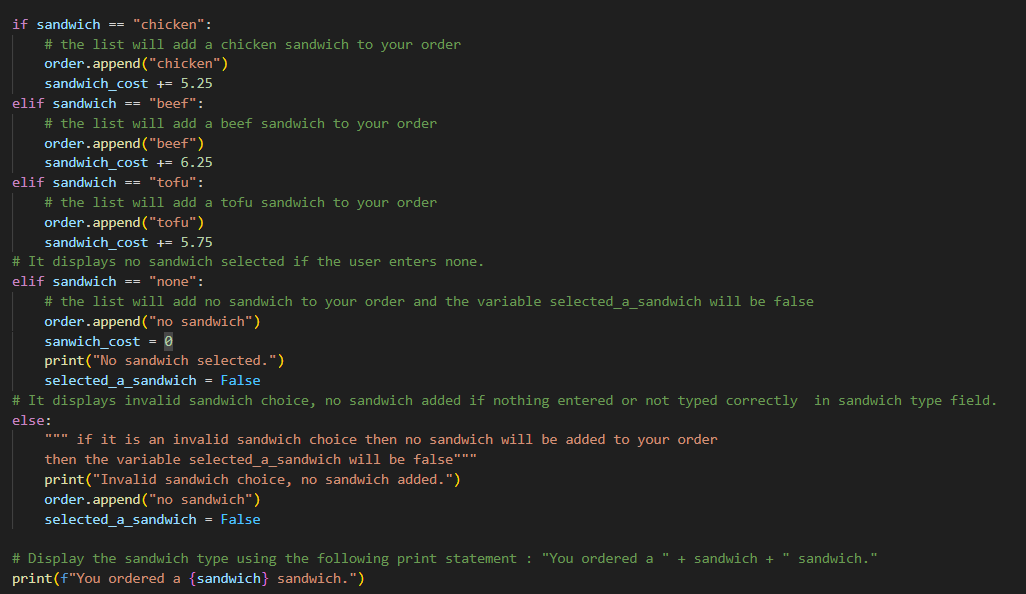 if sandwich == "chicken":
    # the list will add a chicken sandwich to your order
    order.append("chicken")
    sandwich_cost += 5.25
elif sandwich == "beef":
    # the list will add a beef sandwich to your order
    order.append("beef")
    sandwich_cost += 6.25
elif sandwich == "tofu":
    # the list will add a tofu sandwich to your order
    order.append("tofu")
    sandwich_cost += 5.75
# It displays no sandwich selected if the user enters none.
elif sandwich == "none":
    # the list will add no sandwich to your order and the variable selected_a_sandwich will be false
    order.append("no sandwich")
    sanwich_cost = 0
    print("No sandwich selected.")
    selected_a_sandwich = False
# It displays invalid sandwich choice, no sandwich added if nothing entered or not typed correctly  in sandwich type field.
else:
    """ if it is an invalid sandwich choice then no sandwich will be added to your order
    then the variable selected_a_sandwich will be false"""
    print("Invalid sandwich choice, no sandwich added.")
    order.append("no sandwich")
    selected_a_sandwich = False

# Display the sandwich type using the following print statement : "You ordered a " + sandwich + " sandwich."
print(f"You ordered a {sandwich} sandwich.")